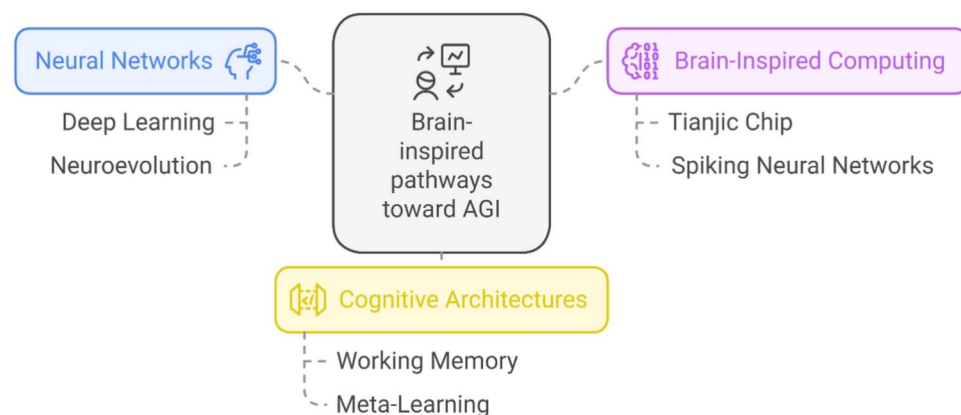 Neural Networks
Deep Learning
Neuroevolution
Brain-
inspired
pathways
toward AGI
Brain-Inspired Computing
Tianjic Chip
Spiking Neural Networks
Cognitive Architectures
Working Memory
Meta-Learning